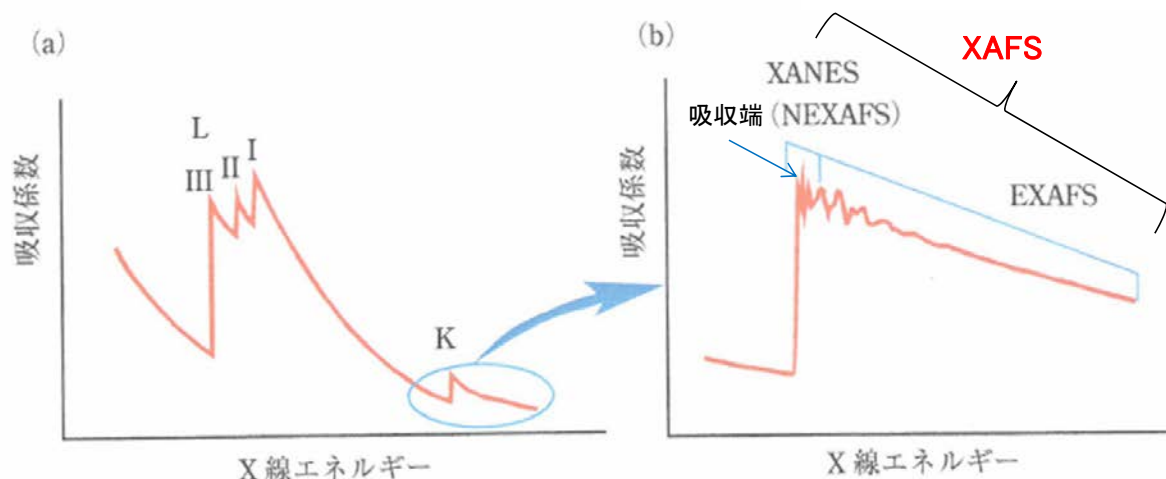 (a)
L
III II I
K
吸収係数
X 線エネルギー
(b)
XAFS
XANES
吸収端 (NEXAFS)
EXAFS
吸収係数
X 線エネルギー